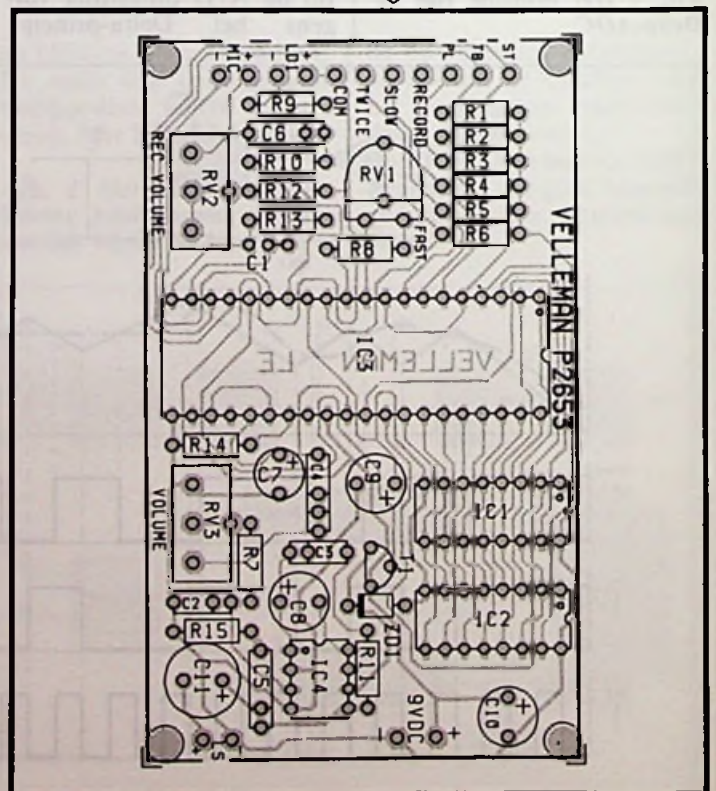 - MIC + - LD + COM TWICE SLOW RECORD PL TB ST
R9
C6
R10
R12
R13
C1
REC. VOLUME
RV2
RV1
FAST
R8
R1
R2
R3
R4
R5
R6
VELLEMAN P2653
IC3
VELLEMAN LE
R14
C7
+
C4
C9
+
IC1
VOLUME
RV3
R7
C3
T1
C2
C8
+
ZD1
IC2
R15
C11
+
C5
IC4
R11
C10
+
+ LS -
- 9VDC +